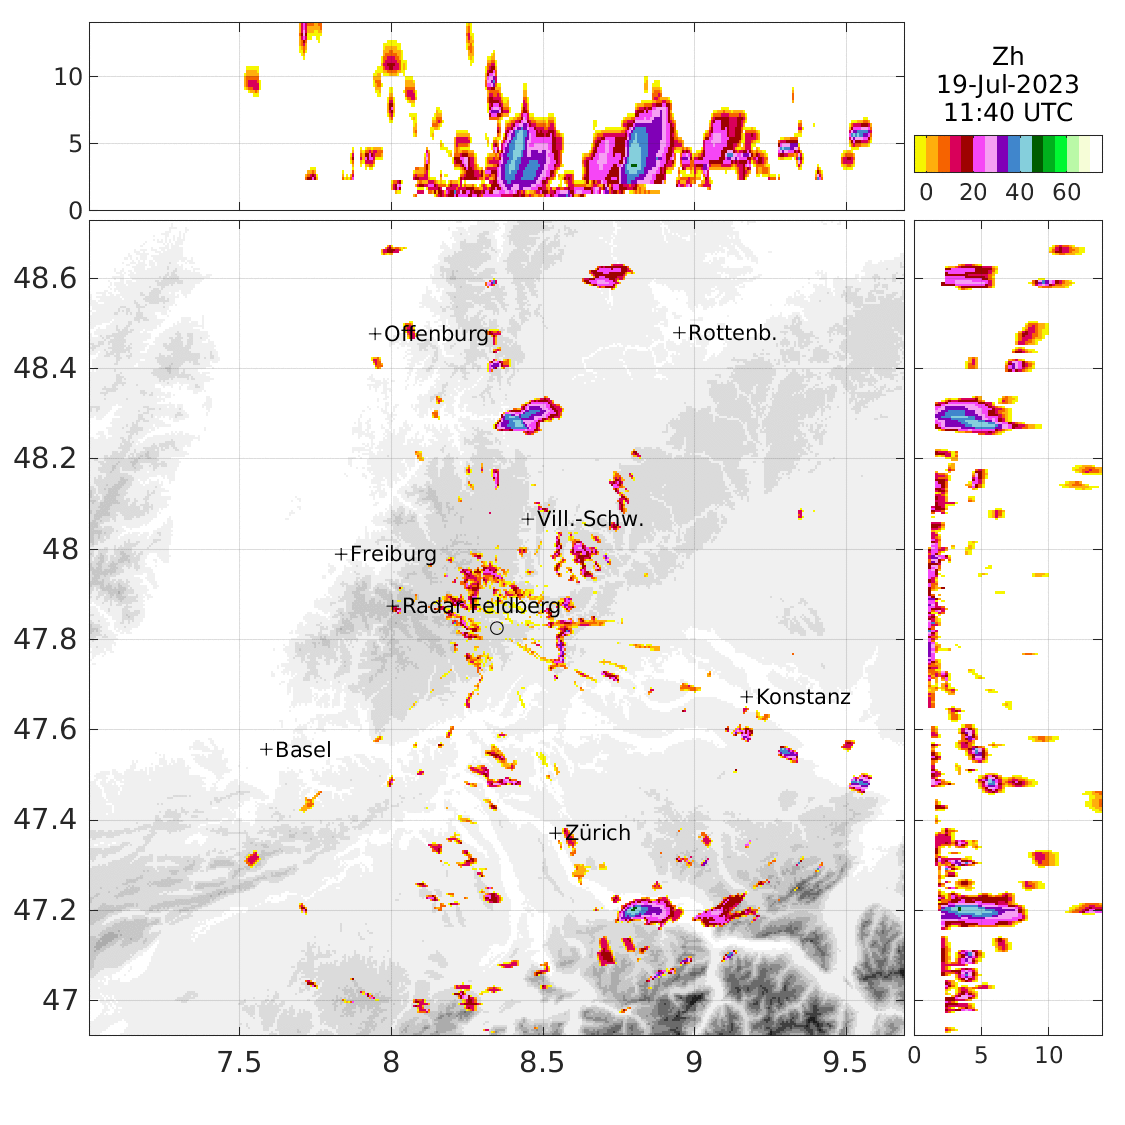 10
5
0
Zh
19-Jul-2023
11:40 UTC
0 20 40 60
48.6
48.4
48.2
48
47.8
47.6
47.4
47.2
47
+Offenburg
+Rottenb.
+Vill.-Schw.
+Freiburg
+Radar Feldberg
+Konstanz
+Basel
+Zürich
7.5 8 8.5 9 9.5
0 5 10